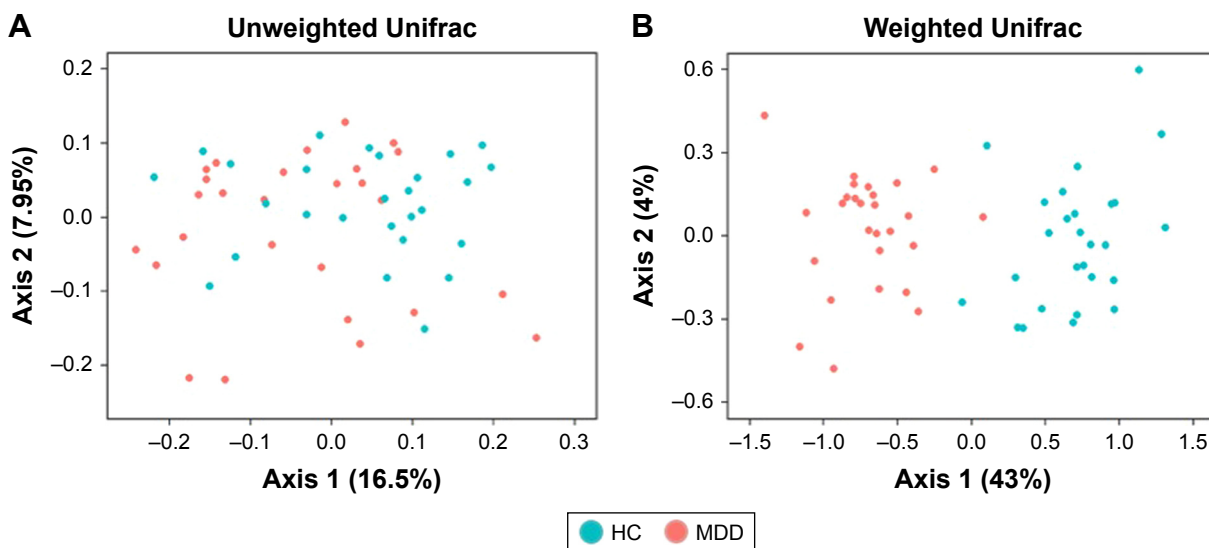 A Unweighted Unifrac
0.2
0.1
0.0
–0.1
–0.2
Axis 2 (7.95%)
–0.2 –0.1 0.0 0.1 0.2 0.3
Axis 1 (16.5%)
B Weighted Unifrac
0.6
0.3
0.0
–0.3
–0.6
Axis 2 (4%)
–1.5 –1.0 –0.5 0.0 0.5 1.0 1.5
Axis 1 (43%)
HC MDD